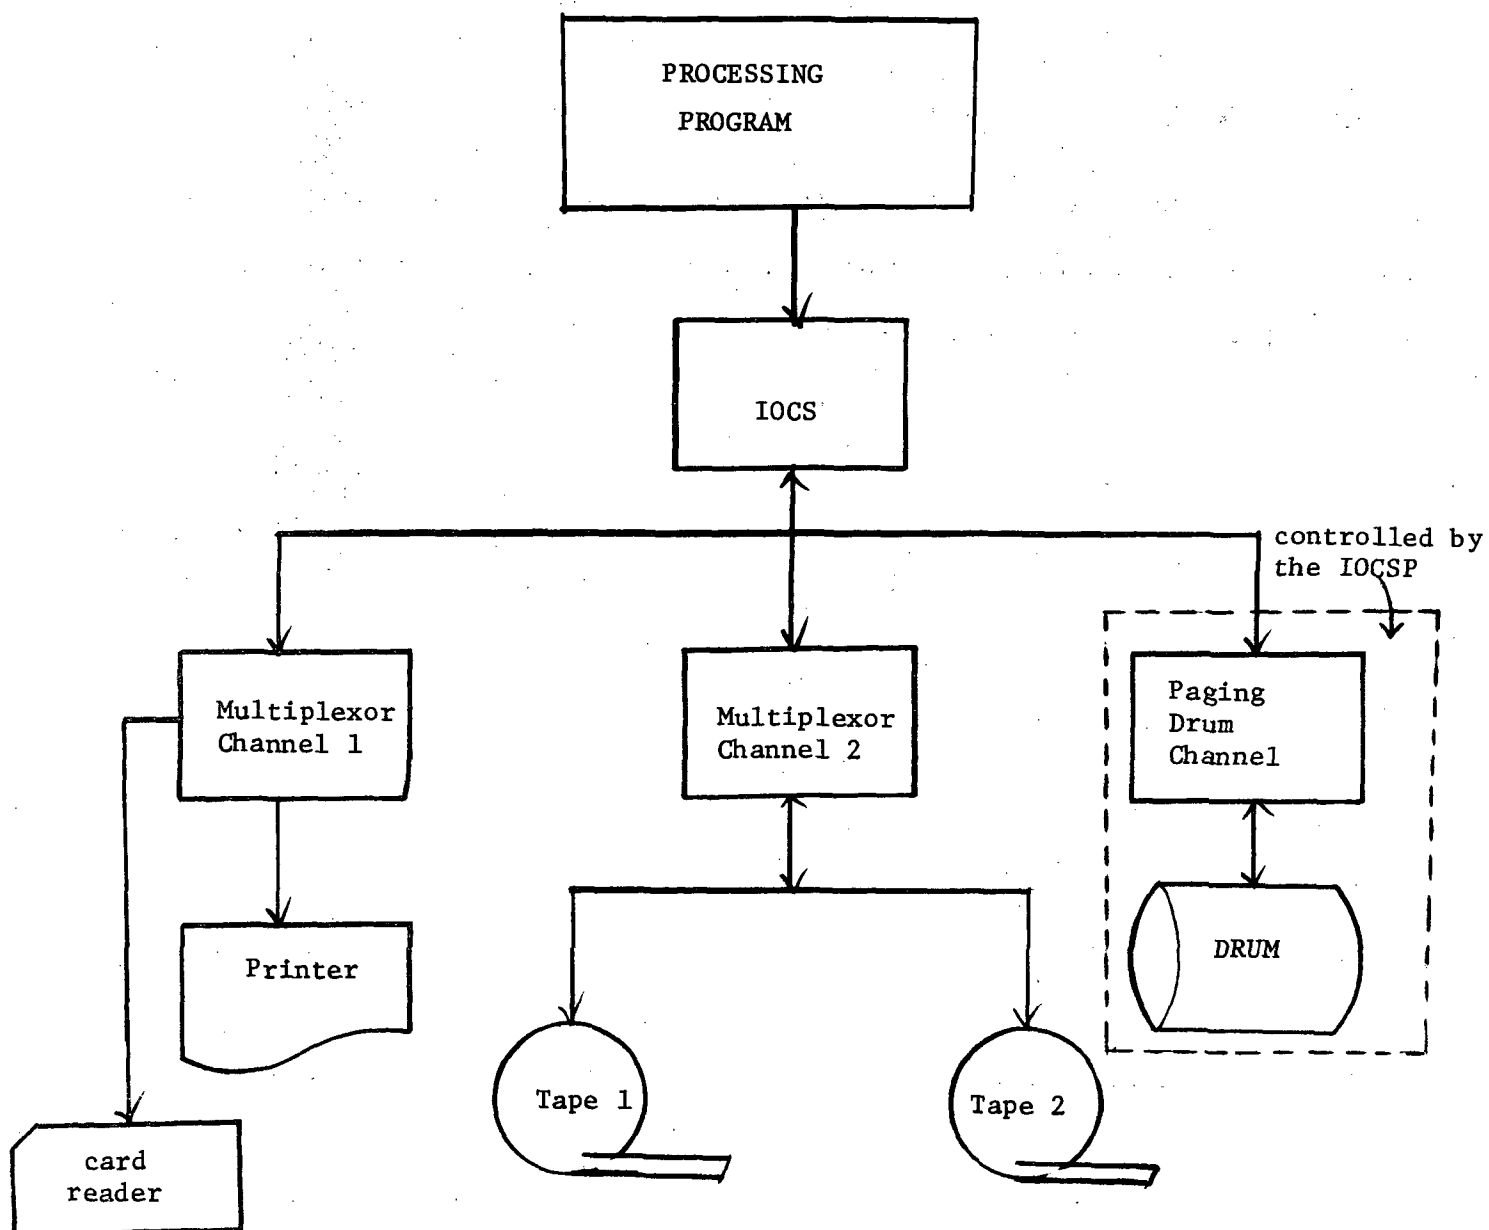 PROCESSING
PROGRAM
IOCS
controlled by
the IOCSP
Multiplexor
Channel 1
Multiplexor
Channel 2
Paging
Drum
Channel
Printer
DRUM
Tape 1
Tape 2
card
reader